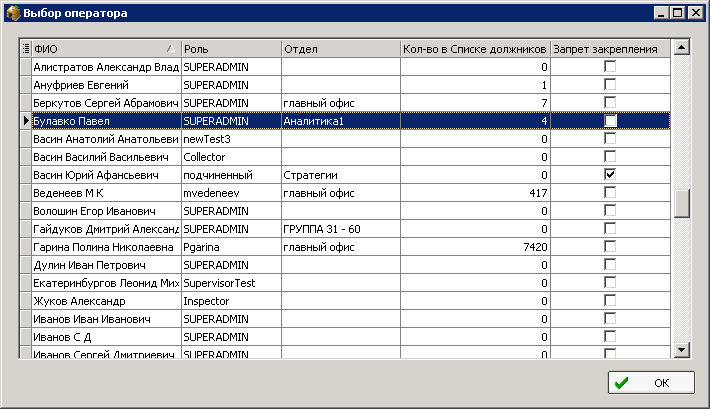 Выбор оператора
ФИО Роль Отдел Кол-во в Списке должников Запрет закрепления
Алистратов Александр Влад SUPERADMIN 0
Ануфриев Евгений SUPERADMIN 1
Беркутов Сергей Абрамович SUPERADMIN главный офис 7
Булавко Павел SUPERADMIN Аналитика1 4
Васин Анатолий Анатольеви newTest3 0
Васин Василий Васильевич Collector 0
Васин Юрий Афансьевич подчиненный Стратегии 0
Веденеев М К mvedeneev главный офис 417
Волошин Егор Иванович SUPERADMIN 0
Гайдуков Дмитрий Александ SUPERADMIN ГРУППА 31 - 60 0
Гарина Полина Николаевна Pgarina главный офис 7420
Дулин Иван Петрович SUPERADMIN 0
Екатеринбургов Леонид Мих SupervisorTest 0
Жуков Александр Inspector 0
Иванов Иван Иванович SUPERADMIN 0
Иванов С Д SUPERADMIN 0
Иванов Сергей Дмитриевич SUPERADMIN 0
OK